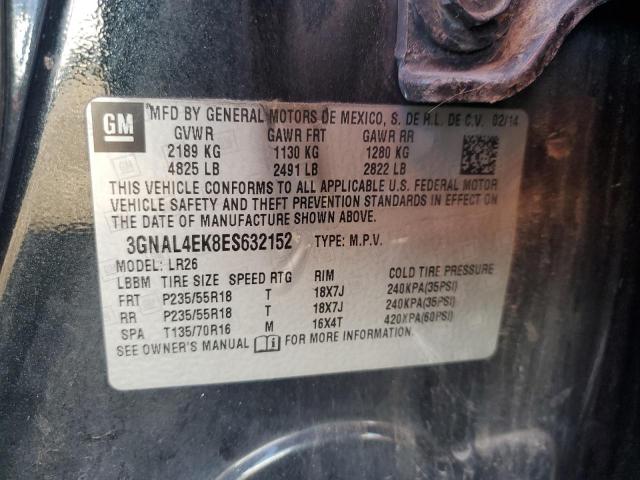 GM
MFD BY GENERAL MOTORS DE MEXICO, S. DE R.L. DE C.V. 02/14
GVWR GAWR FRT GAWR RR
2189 KG 1130 KG 1280 KG
4825 LB 2491 LB 2822 LB
THIS VEHICLE CONFORMS TO ALL APPLICABLE U.S. FEDERAL MOTOR
VEHICLE SAFETY AND THEFT PREVENTION STANDARDS IN EFFECT ON
THE DATE OF MANUFACTURE SHOWN ABOVE.
3GNAL4EK8ES632152 TYPE: M.P.V.
MODEL: LR26
LBBM TIRE SIZE SPEED RTG RIM COLD TIRE PRESSURE
FRT P235/55R18 T 18X7J 240KPA(35PSI)
RR P235/55R18 T 18X7J 240KPA(35PSI)
SPA T135/70R16 M 16X4T 420KPA(60PSI)
SEE OWNER'S MANUAL FOR MORE INFORMATION.